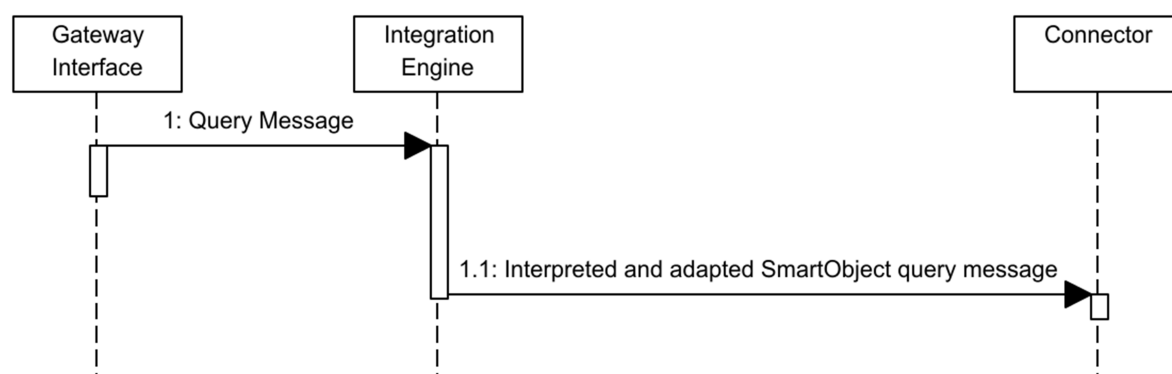 Gateway
Interface
Integration
Engine
Connector
1: Query Message
1.1: Interpreted and adapted SmartObject query message